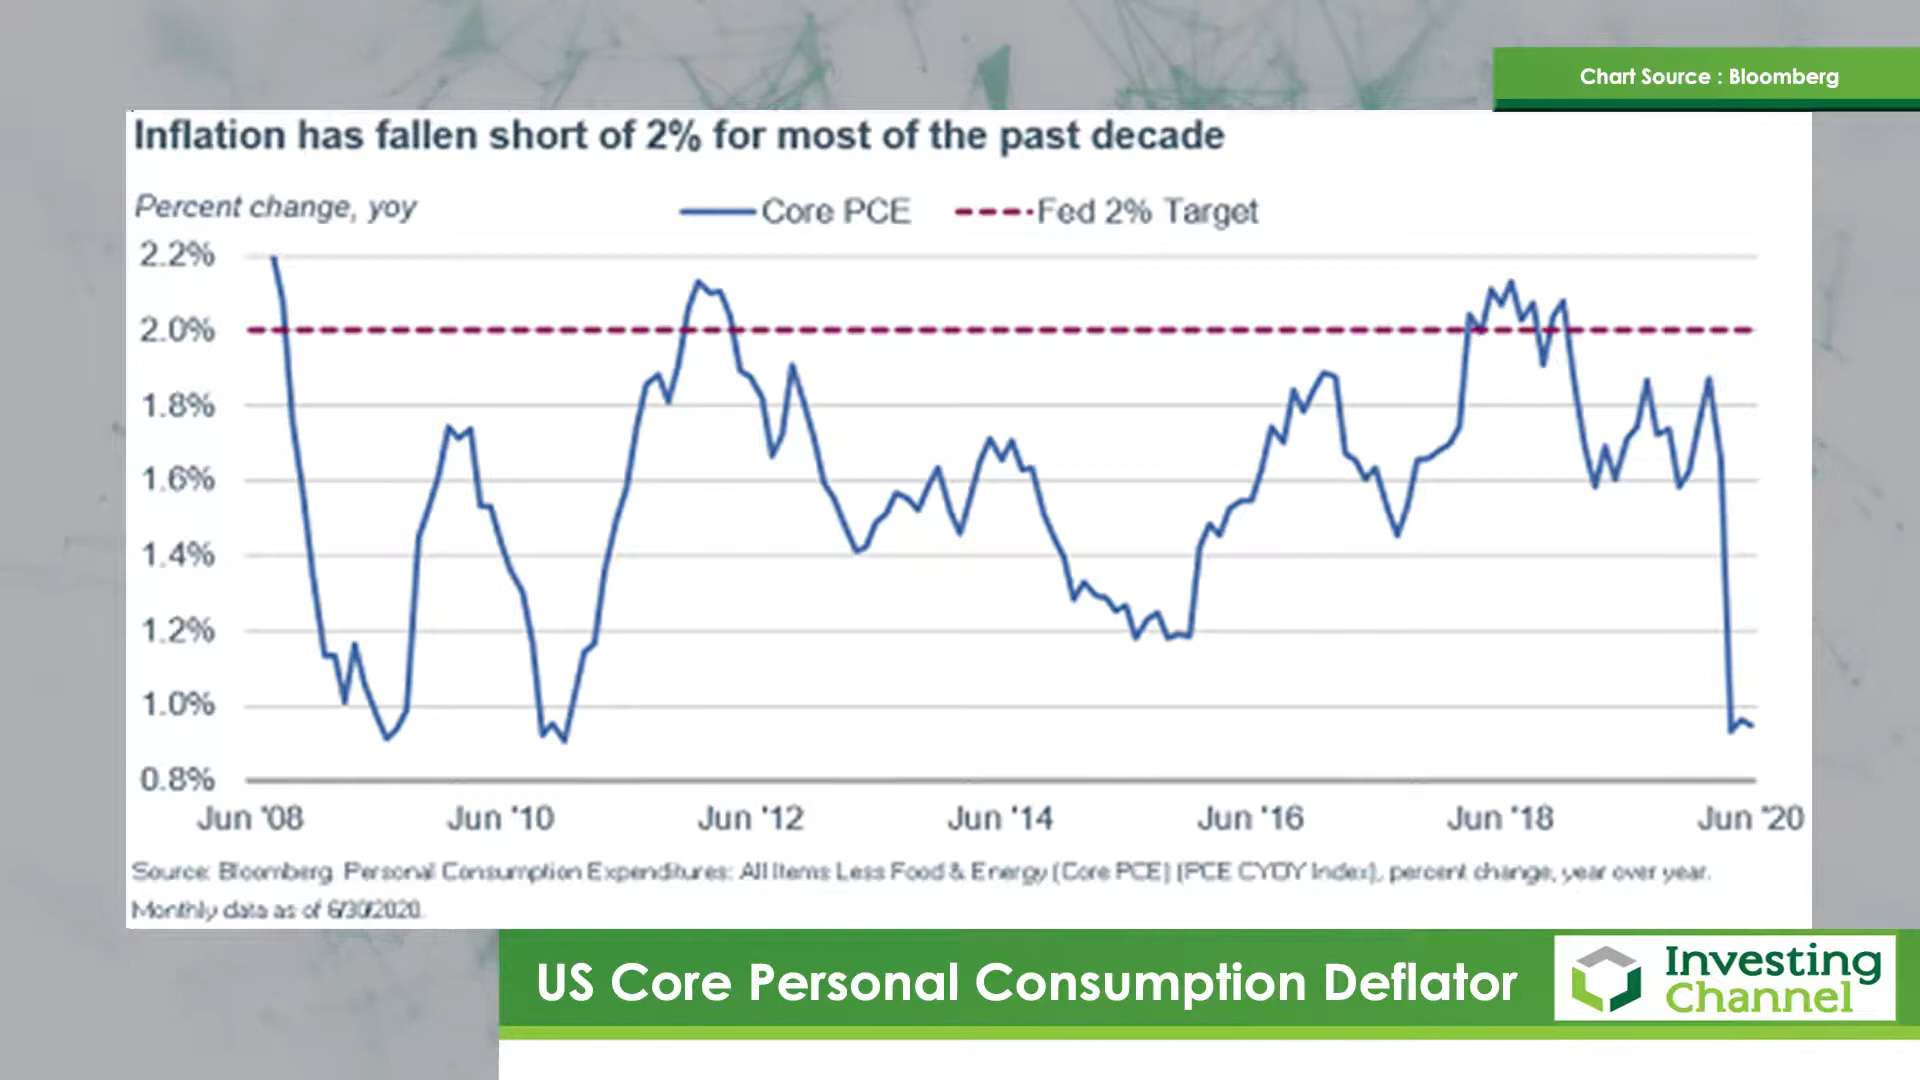 Chart Source : Bloomberg
Inflation has fallen short of 2% for most of the past decade
Percent change, yoy
Core PCE
Fed 2% Target
2.2%
2.0%
1.8%
1.6%
1.4%
1.2%
1.0%
0.8%
Jun '08 Jun '10 Jun '12 Jun '14 Jun '16 Jun '18 Jun '20
Source: Bloomberg. Personal Consumption Expenditures: All Items Less Food & Energy (Core PCE) (PCE CYOY Index), percent change, year over year.
Monthly data as of 6/30/2020.
US Core Personal Consumption Deflator
Investing
Channel